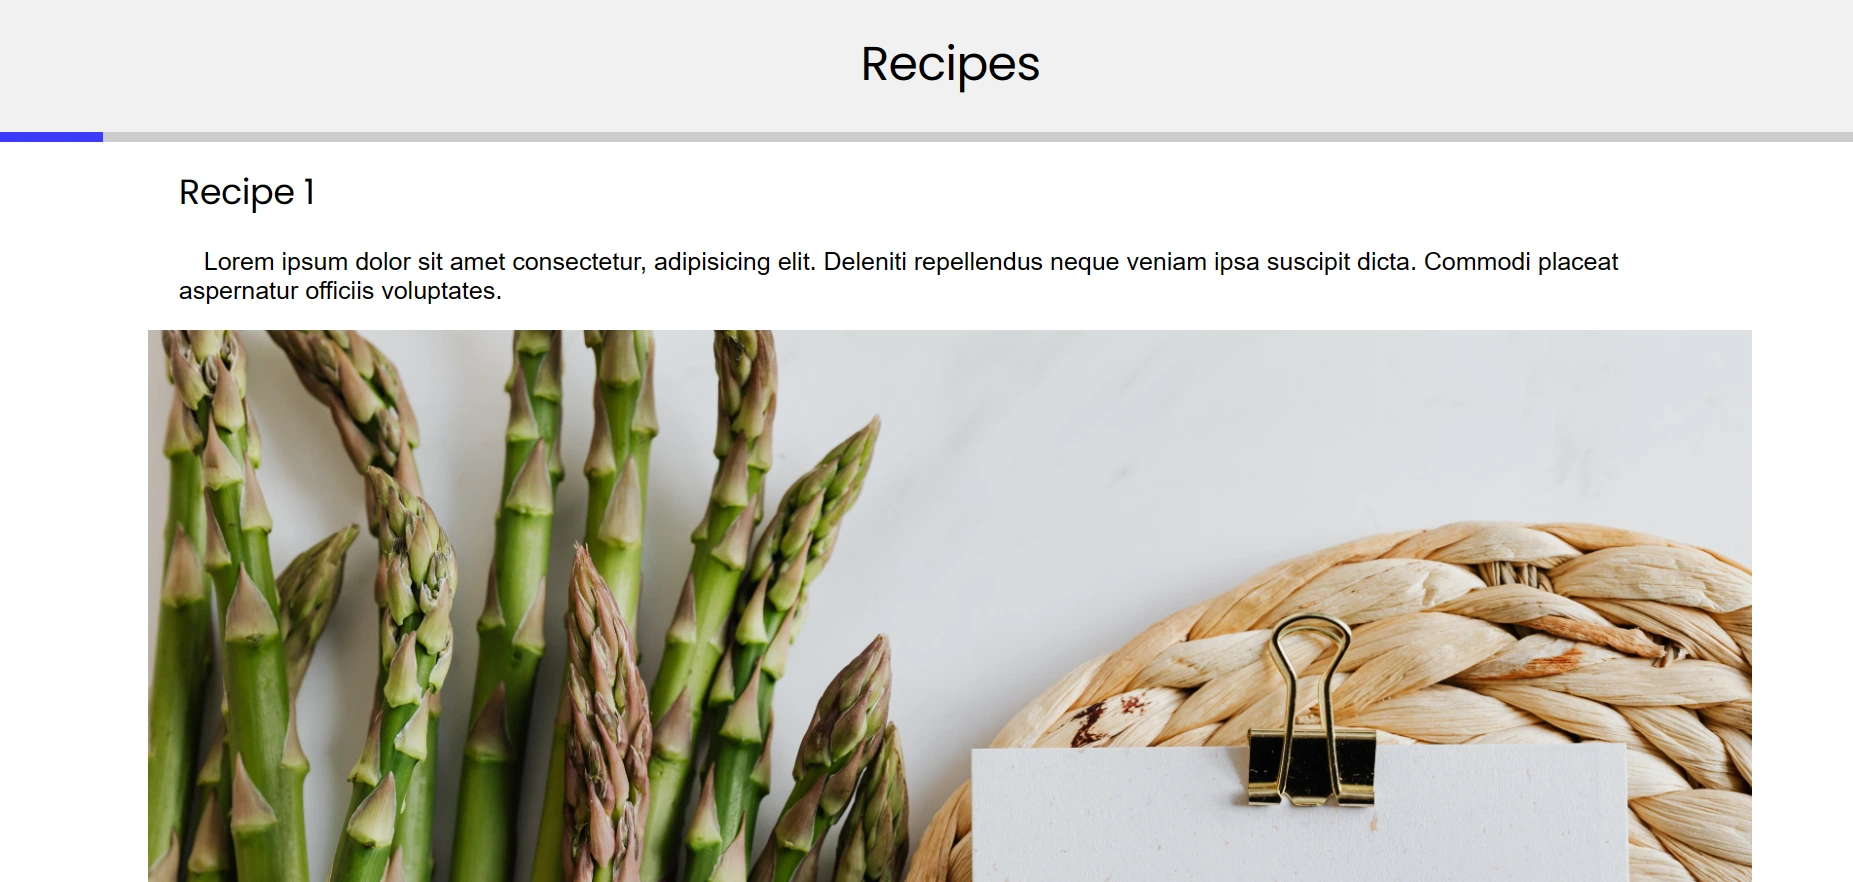 Recipes
Recipe 1
Lorem ipsum dolor sit amet consectetur, adipisicing elit. Deleniti repellendus neque veniam ipsa suscipit dicta. Commodi placeat
aspernatur officiis voluptates.